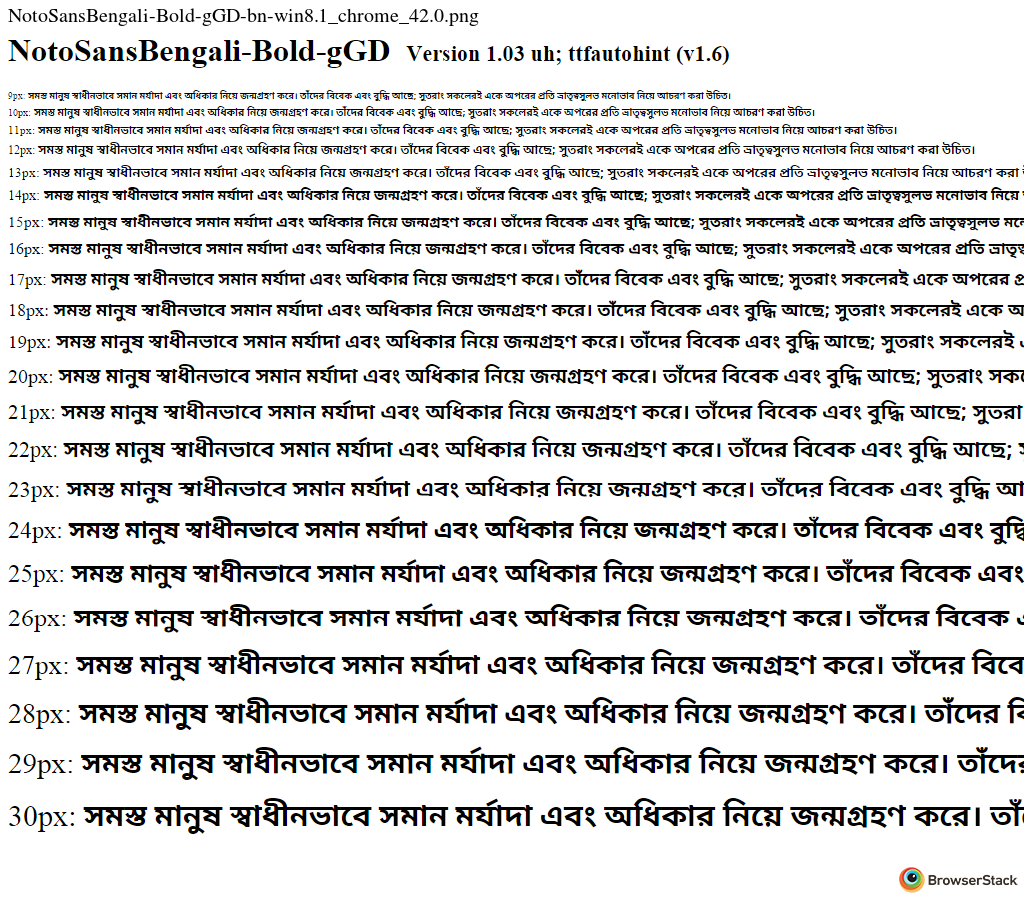 NotoSansBengali-Bold-gGD-bn-win8.1_chrome_42.0.png
NotoSansBengali-Bold-gGD Version 1.03 uh; ttfautohint (v1.6)
9px: সমস্ত মানুষ স্বাধীনভাবে সমান মর্যাদা এবং অধিকার নিয়ে জন্মগ্রহণ করে। তাঁদের বিবেক এবং বুদ্ধি আছে; সুতরাং সকলেরই একে অপরের প্রতি ভ্রাতৃত্বসুলভ মনোভাব নিয়ে আচরণ করা উচিত।
10px: সমস্ত মানুষ স্বাধীনভাবে সমান মর্যাদা এবং অধিকার নিয়ে জন্মগ্রহণ করে। তাঁদের বিবেক এবং বুদ্ধি আছে; সুতরাং সকলেরই একে অপরের প্রতি ভ্রাতৃত্বসুলভ মনোভাব নিয়ে আচরণ করা উচিত।
11px: সমস্ত মানুষ স্বাধীনভাবে সমান মর্যাদা এবং অধিকার নিয়ে জন্মগ্রহণ করে। তাঁদের বিবেক এবং বুদ্ধি আছে; সুতরাং সকলেরই একে অপরের প্রতি ভ্রাতৃত্বসুলভ মনোভাব নিয়ে আচরণ করা উচিত।
12px: সমস্ত মানুষ স্বাধীনভাবে সমান মর্যাদা এবং অধিকার নিয়ে জন্মগ্রহণ করে। তাঁদের বিবেক এবং বুদ্ধি আছে; সুতরাং সকলেরই একে অপরের প্রতি ভ্রাতৃত্বসুলভ মনোভাব নিয়ে আচরণ করা উচিত।
13px: সমস্ত মানুষ স্বাধীনভাবে সমান মর্যাদা এবং অধিকার নিয়ে জন্মগ্রহণ করে। তাঁদের বিবেক এবং বুদ্ধি আছে; সুতরাং সকলেরই একে অপরের প্রতি ভ্রাতৃত্বসুলভ মনোভাব নিয়ে আচরণ করা
14px: সমস্ত মানুষ স্বাধীনভাবে সমান মর্যাদা এবং অধিকার নিয়ে জন্মগ্রহণ করে। তাঁদের বিবেক এবং বুদ্ধি আছে; সুতরাং সকলেরই একে অপরের প্রতি ভ্রাতৃত্বসুলভ মনোভাব নিয়ে
15px: সমস্ত মানুষ স্বাধীনভাবে সমান মর্যাদা এবং অধিকার নিয়ে জন্মগ্রহণ করে। তাঁদের বিবেক এবং বুদ্ধি আছে; সুতরাং সকলেরই একে অপরের প্রতি ভ্রাতৃত্বসুলভ
16px: সমস্ত মানুষ স্বাধীনভাবে সমান মর্যাদা এবং অধিকার নিয়ে জন্মগ্রহণ করে। তাঁদের বিবেক এবং বুদ্ধি আছে; সুতরাং সকলেরই একে অপরের প্রতি
17px: সমস্ত মানুষ স্বাধীনভাবে সমান মর্যাদা এবং অধিকার নিয়ে জন্মগ্রহণ করে। তাঁদের বিবেক এবং বুদ্ধি আছে; সুতরাং সকলেরই একে অপরের
18px: সমস্ত মানুষ স্বাধীনভাবে সমান মর্যাদা এবং অধিকার নিয়ে জন্মগ্রহণ করে। তাঁদের বিবেক এবং বুদ্ধি আছে; সুতরাং সকলেরই একে
19px: সমস্ত মানুষ স্বাধীনভাবে সমান মর্যাদা এবং অধিকার নিয়ে জন্মগ্রহণ করে। তাঁদের বিবেক এবং বুদ্ধি আছে; সুতরাং সকলেরই
20px: সমস্ত মানুষ স্বাধীনভাবে সমান মর্যাদা এবং অধিকার নিয়ে জন্মগ্রহণ করে। তাঁদের বিবেক এবং বুদ্ধি আছে; সুতরাং
21px: সমস্ত মানুষ স্বাধীনভাবে সমান মর্যাদা এবং অধিকার নিয়ে জন্মগ্রহণ করে। তাঁদের বিবেক এবং বুদ্ধি আছে; সুতরা
22px: সমস্ত মানুষ স্বাধীনভাবে সমান মর্যাদা এবং অধিকার নিয়ে জন্মগ্রহণ করে। তাঁদের বিবেক এবং বুদ্ধি আছে;
23px: সমস্ত মানুষ স্বাধীনভাবে সমান মর্যাদা এবং অধিকার নিয়ে জন্মগ্রহণ করে। তাঁদের বিবেক এবং বুদ্ধি
24px: সমস্ত মানুষ স্বাধীনভাবে সমান মর্যাদা এবং অধিকার নিয়ে জন্মগ্রহণ করে। তাঁদের বিবেক এবং বুদ্ধি
25px: সমস্ত মানুষ স্বাধীনভাবে সমান মর্যাদা এবং অধিকার নিয়ে জন্মগ্রহণ করে। তাঁদের বিবেক এবং
26px: সমস্ত মানুষ স্বাধীনভাবে সমান মর্যাদা এবং অধিকার নিয়ে জন্মগ্রহণ করে। তাঁদের বিবেক
27px: সমস্ত মানুষ স্বাধীনভাবে সমান মর্যাদা এবং অধিকার নিয়ে জন্মগ্রহণ করে। তাঁদের বিবে
28px: সমস্ত মানুষ স্বাধীনভাবে সমান মর্যাদা এবং অধিকার নিয়ে জন্মগ্রহণ করে। তাঁদের
29px: সমস্ত মানুষ স্বাধীনভাবে সমান মর্যাদা এবং অধিকার নিয়ে জন্মগ্রহণ করে। তাঁদের
30px: সমস্ত মানুষ স্বাধীনভাবে সমান মর্যাদা এবং অধিকার নিয়ে জন্মগ্রহণ করে। তাঁ
BrowserStack